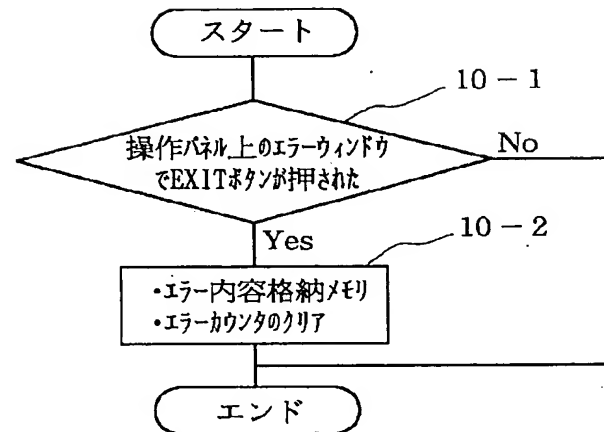 スタート
10-1
操作パネル上のエラーウィンドウ
でEXITボタンが押された
No
Yes
10-2
・エラー内容格納メモリ
・エラーカウンタのクリア
エンド